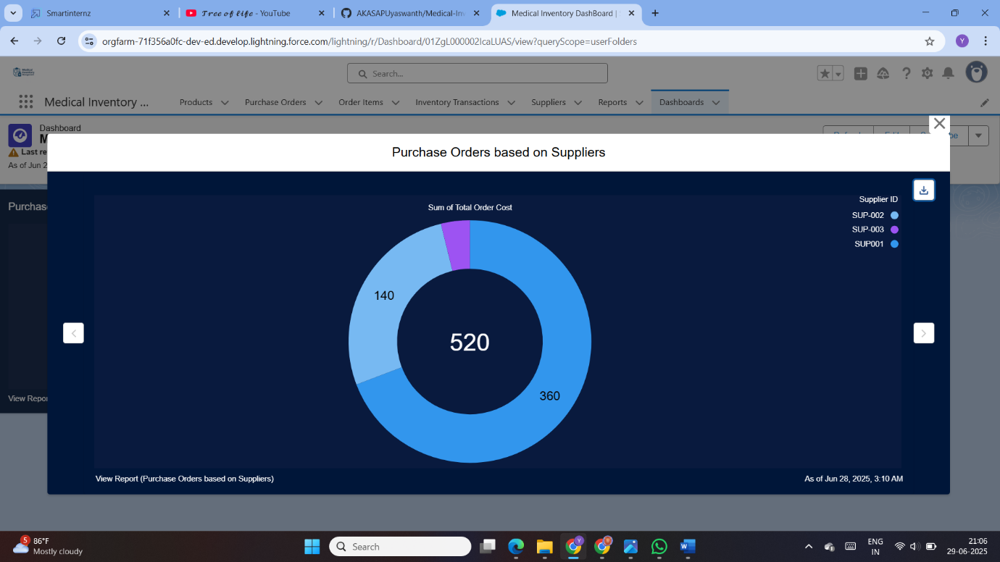 Smartinternz
𝓣𝓻𝓮𝓮 𝓸𝓯 𝓵𝓲𝓯𝓮 - YouTube
AKASAPUyaswanth/Medical-Inv
Medical Inventory DashBoard |
orgfarm-71f356a0fc-dev-ed.develop.lightning.force.com/lightning/r/Dashboard/01ZgL000002IcaLUAS/view?queryScope=userFolders
Y
Search...
Medical Inventory ...
Products
Purchase Orders
Order Items
Inventory Transactions
Suppliers
Reports
Dashboards
Dashboard
M
Last re
As of Jun 2
be
Purchas
View Repor
Purchase Orders based on Suppliers
Sum of Total Order Cost
Supplier ID
SUP-002
SUP-003
SUP001
140
520
360
View Report (Purchase Orders based on Suppliers)
As of Jun 28, 2025, 3:10 AM
5
86°F
Mostly cloudy
Search
ENG
IN
21:06
29-06-2025